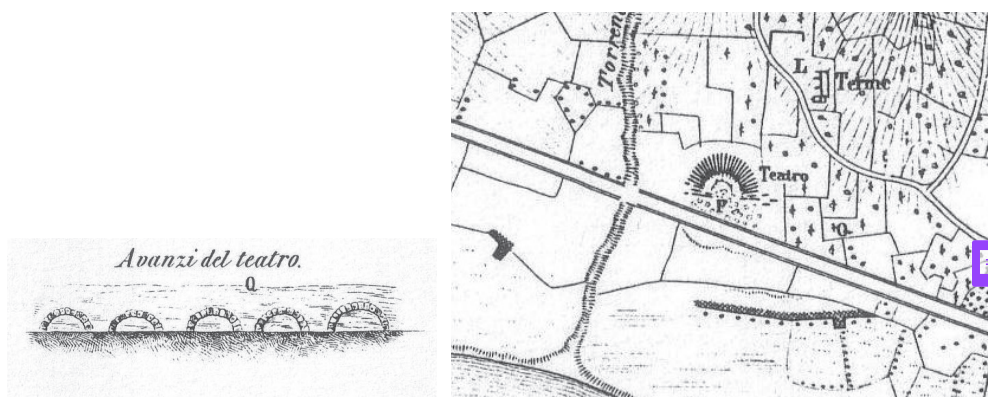 Avanzi del teatro.
Q
Torren
L
Terme
Teatro
P
Q